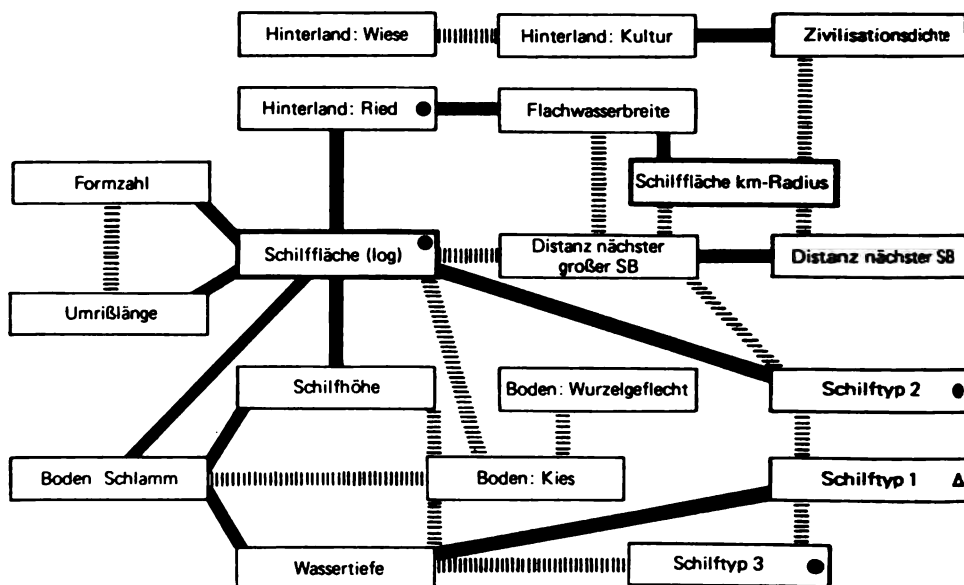 Hinterland: Wiese
Hinterland: Kultur
Zivilisationsdichte
Hinterland: Ried
Flachwasserbreite
Schilffläche km-Radius
Formzahl
Schilffläche (log)
Distanz nächster
großer SB
Distanz nächster SB
Umrißlänge
Schilfhöhe
Boden: Wurzelgeflecht
Schilftyp 2
Boden Schlamm
Boden: Kies
Schilftyp 1
Wassertiefe
Schilftyp 3